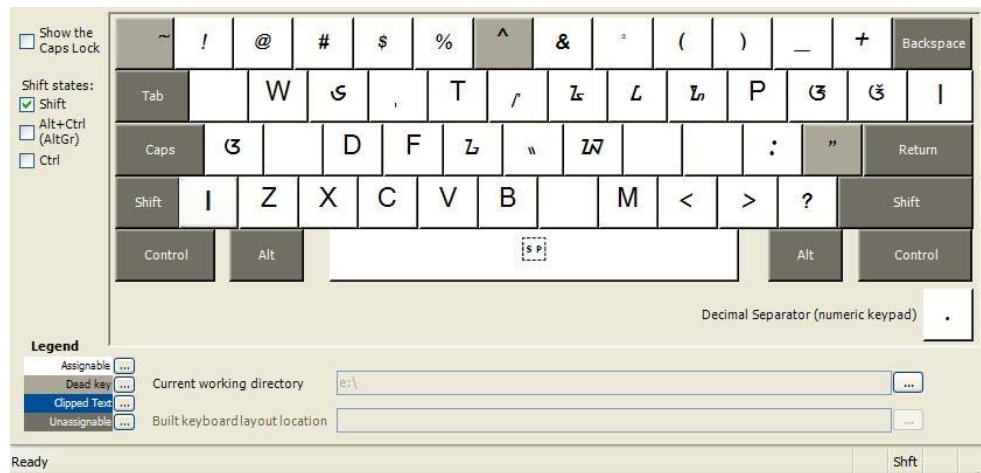 Show the
Caps Lock
Shift states:
Shift
Alt+Ctrl
(AltGr)
Ctrl
~ ! @ # $ % ^ & ( ) _ + Backspace
Tab W T P |
Caps D F : " Return
Shift | Z X C V B M < > ? Shift
Control Alt SP Alt Control
Decimal Separator (numeric keypad) .
Legend
Assignable ...
Dead key ...
Clipped Text ...
Unassignable ...
Current working directory e:\ ...
Built keyboard layout location ...
Ready Shft